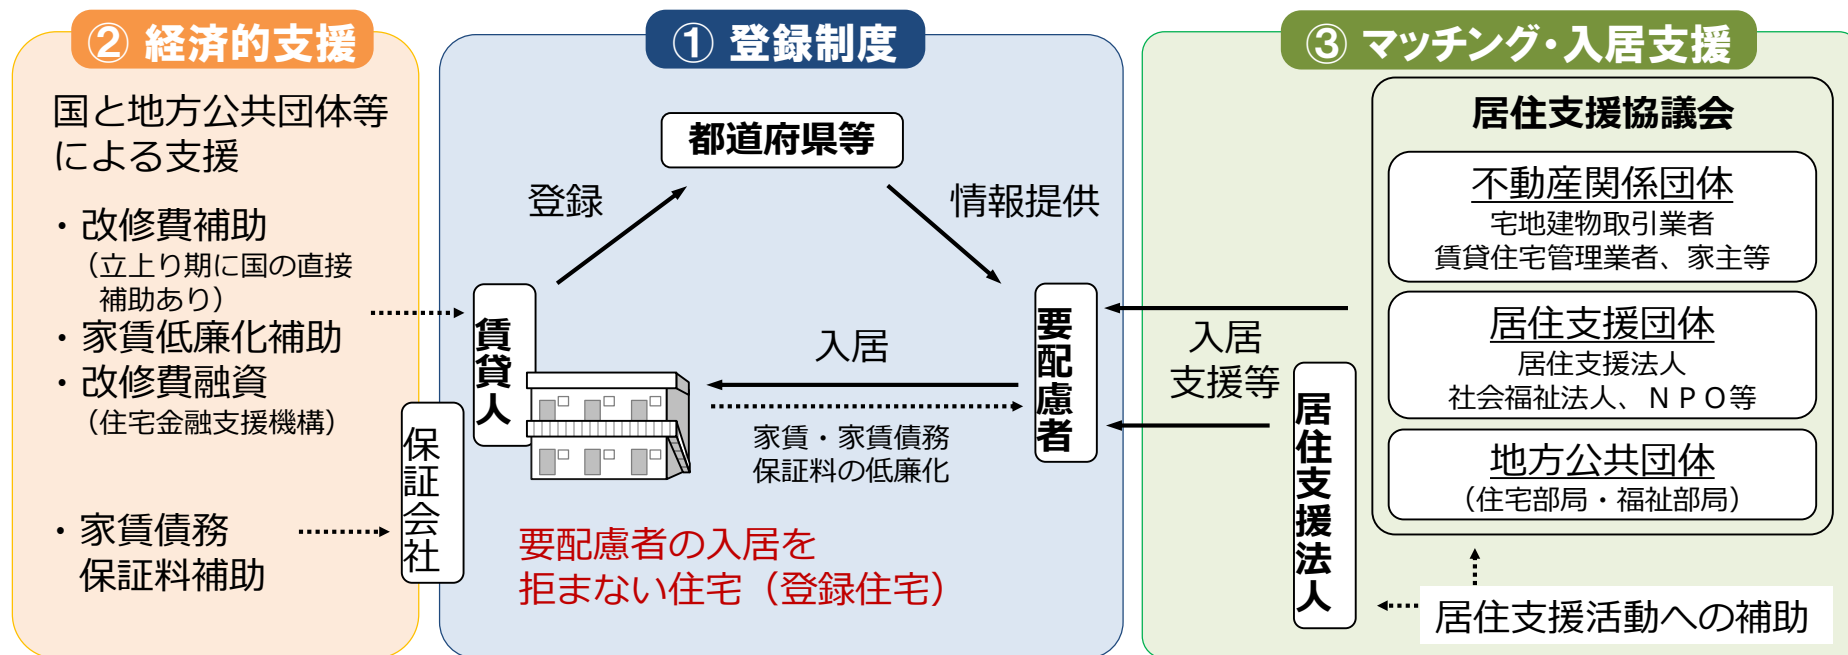 ② 経済的支援
国と地方公共団体等
による支援
・改修費補助
（立上り期に国の直接
補助あり）
・家賃低廉化補助
・改修費融資
（住宅金融支援機構）
・家賃債務
保証料補助
保証会社
① 登録制度
都道府県等
登録
情報提供
賃貸人
入居
家賃・家賃債務
保証料の低廉化
要配慮者
要配慮者の入居を
拒まない住宅（登録住宅）
③ マッチング・入居支援
入居
支援等
居住支援法人
居住支援協議会
不動産関係団体
宅地建物取引業者
賃貸住宅管理業者、家主等
居住支援団体
居住支援法人
社会福祉法人、ＮＰＯ等
地方公共団体
（住宅部局・福祉部局）
居住支援活動への補助